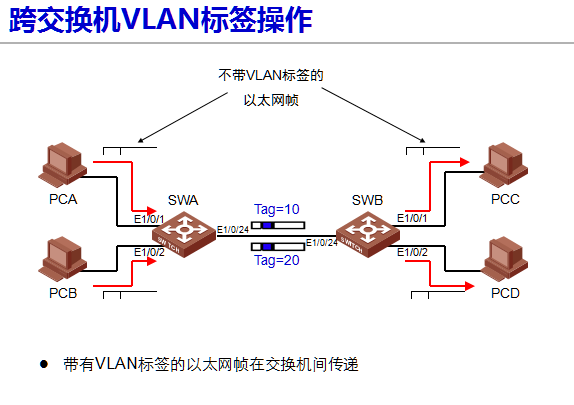 跨交换机VLAN标签操作
不带VLAN标签的
以太网帧
PCA
PCC
SWA
SWB
Tag=10
E1/0/1
E1/0/1
E1/0/24
E1/0/24
E1/0/2
E1/0/2
SWITCH
SWITCH
Tag=20
PCB
PCD
● 带有VLAN标签的以太网帧在交换机间传递